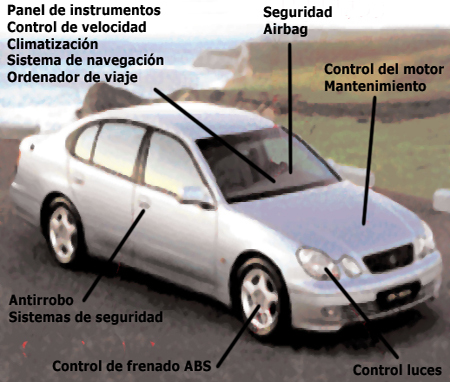 Panel de instrumentos
Control de velocidad
Climatización
Sistema de navegación
Ordenador de viaje
Seguridad
Airbag
Control del motor
Mantenimiento
Antirrobo
Sistemas de seguridad
Control de frenado ABS
Control luces